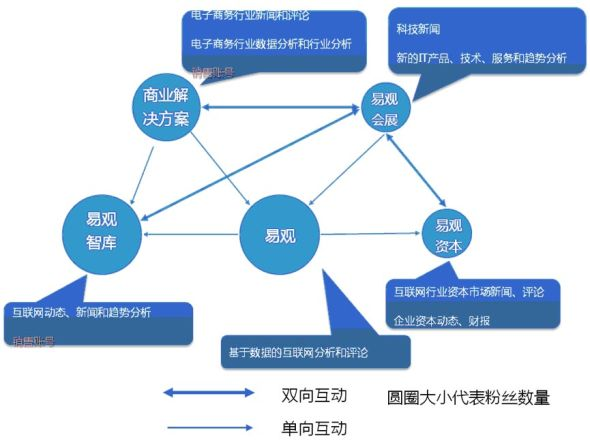 电子商务行业新闻和评论
电子商务行业数据分析和行业分析
销售账号
科技新闻
新的IT产品、技术、服务和趋势分析
商业解
决方案
易观
会展
易观
智库
易观
易观
资本
互联网动态、新闻和趋势分析
销售账号
互联网行业资本市场新闻、评论
企业资本动态、财报
基于数据的互联网分析和评论
双向互动
圆圈大小代表粉丝数量
单向互动